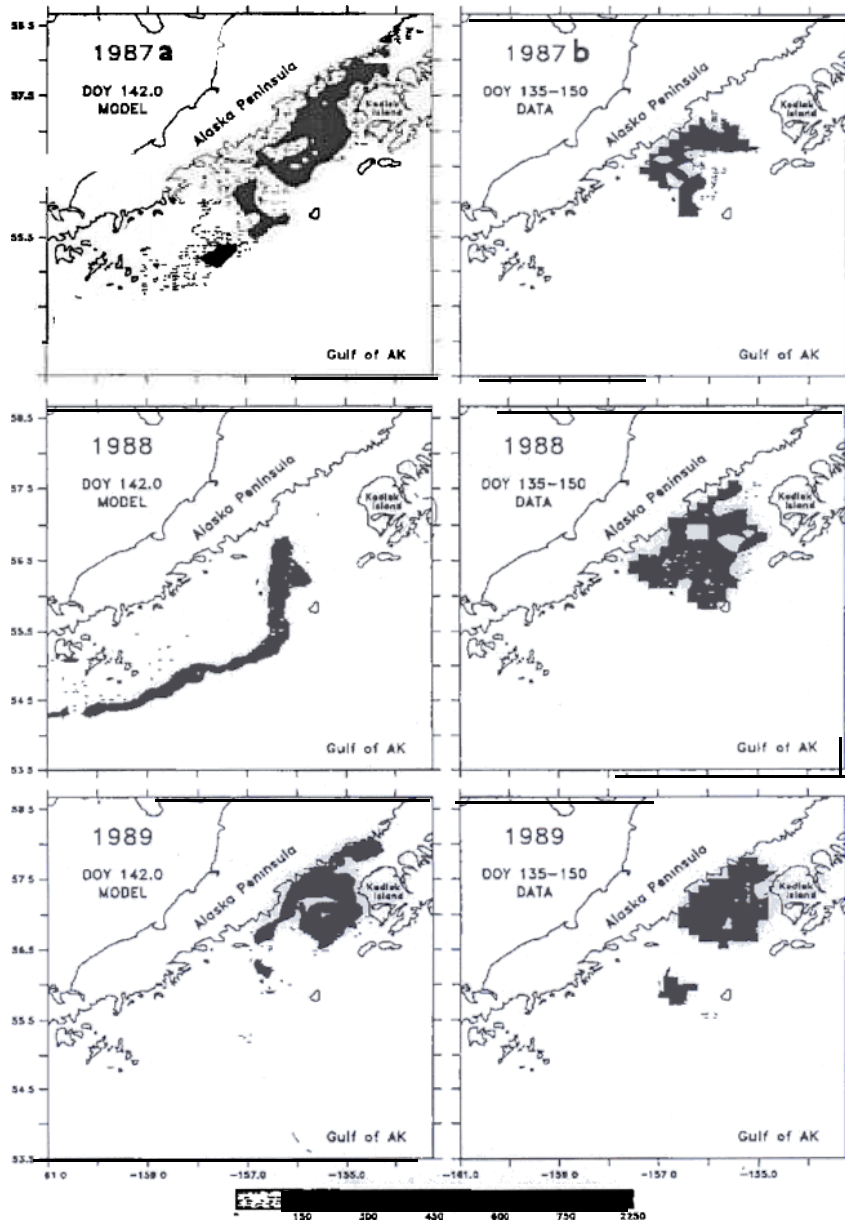 58.5
1987a
DOY 142.0
MODEL
57.5
Alaska Peninsula
Kodiak
Island
55.5
Gulf of AK
1987b
DOY 135-150
DATA
Alaska Peninsula
Kodiak
Island
Gulf of AK
58.5
1988
DOY 142.0
MODEL
57.5
Alaska Peninsula
Kodiak
Island
56.5
55.5
54.5
53.5
Gulf of AK
1988
DOY 135-150
DATA
Alaska Peninsula
Kodiak
Island
Gulf of AK
58.5
1989
DOY 142.0
MODEL
57.5
Alaska Peninsula
Kodiak
Island
56.5
55.5
54.5
53.5
Gulf of AK
1989
DOY 135-150
DATA
Alaska Peninsula
Kodiak
Island
Gulf of AK
61.0 -157.0 -155.0 -161.0 -157.0 -155.0
150 300 450 600 750 2250